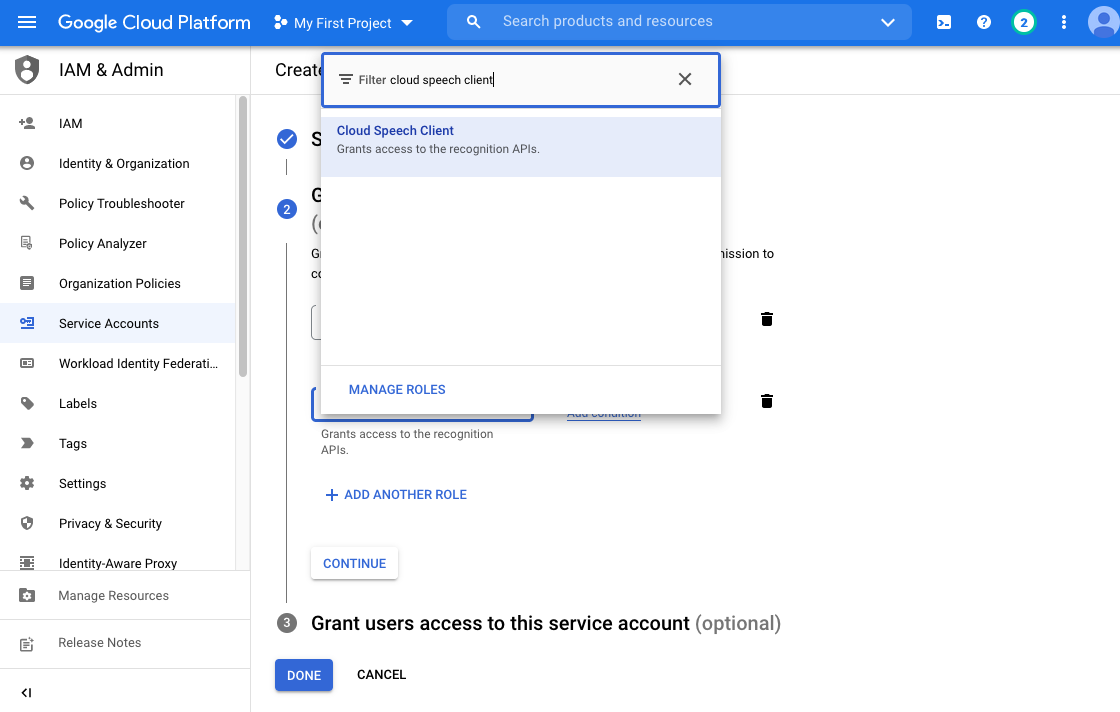 Google Cloud Platform
My First Project
Search products and resources
2
IAM & Admin
IAM
Identity & Organization
Policy Troubleshooter
Policy Analyzer
Organization Policies
Service Accounts
Workload Identity Federati...
Labels
Tags
Settings
Privacy & Security
Identity-Aware Proxy
Manage Resources
Release Notes
Create
Filter cloud speech client
Cloud Speech Client
Grants access to the recognition APIs.
MANAGE ROLES
2
to
Add condition
Grants access to the recognition
APIs.
ADD ANOTHER ROLE
CONTINUE
3 Grant users access to this service account (optional)
DONE
CANCEL